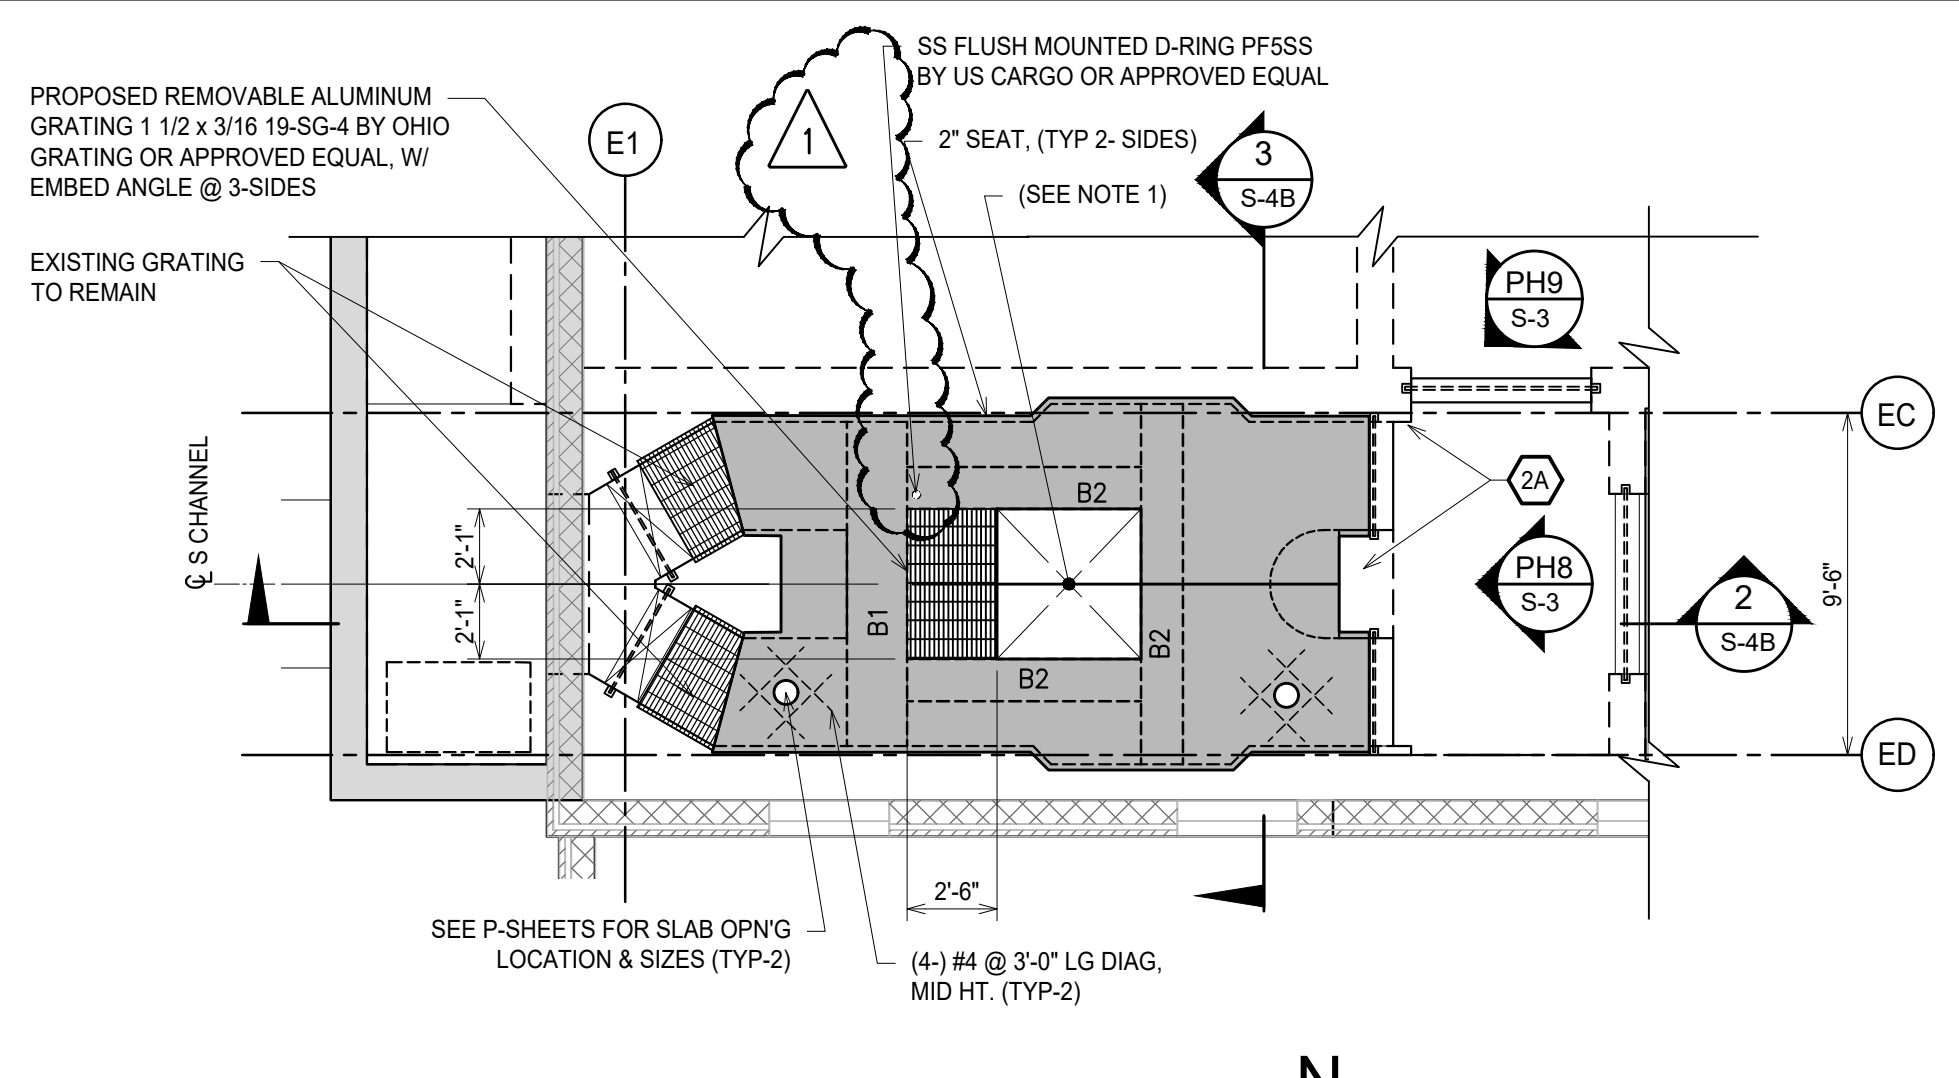 SS FLUSH MOUNTED D-RING PF5SS
BY US CARGO OR APPROVED EQUAL
PROPOSED REMOVABLE ALUMINUM
GRATING 1 1/2 x 3/16 19-SG-4 BY OHIO
GRATING OR APPROVED EQUAL, W/
EMBED ANGLE @ 3-SIDES
E1
1
2" SEAT, (TYP 2- SIDES)
(SEE NOTE 1)
3
S-4B
EXISTING GRATING
TO REMAIN
PH9
S-3
EC
℄ S CHANNEL
2A
B2
2'-1"
2'-1"
B1
B2
B2
PH8
S-3
2
S-4B
9'-6"
ED
2'-6"
SEE P-SHEETS FOR SLAB OPN'G
LOCATION & SIZES (TYP-2)
(4-) #4 @ 3'-0" LG DIAG,
MID HT. (TYP-2)
N